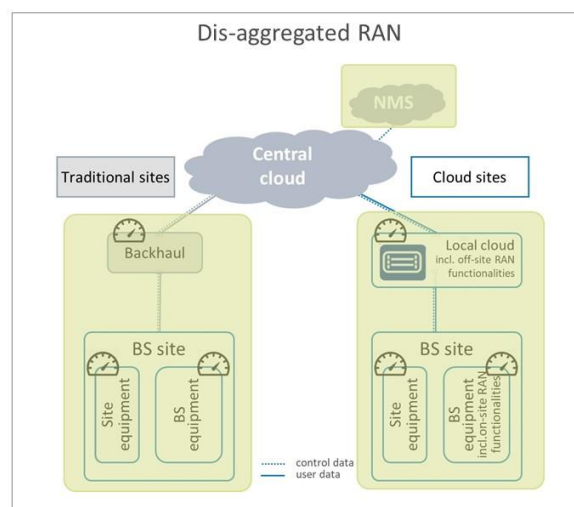 Dis-aggregated RAN
NMS
Central
cloud
Traditional sites
Cloud sites
Backhaul
Local cloud
incl. off-site RAN
functionalities
BS site
Site
equipment
BS
equipment
BS site
Site
equipment
BS
equipment
incl.on-site RAN
functionalities
control data
user data